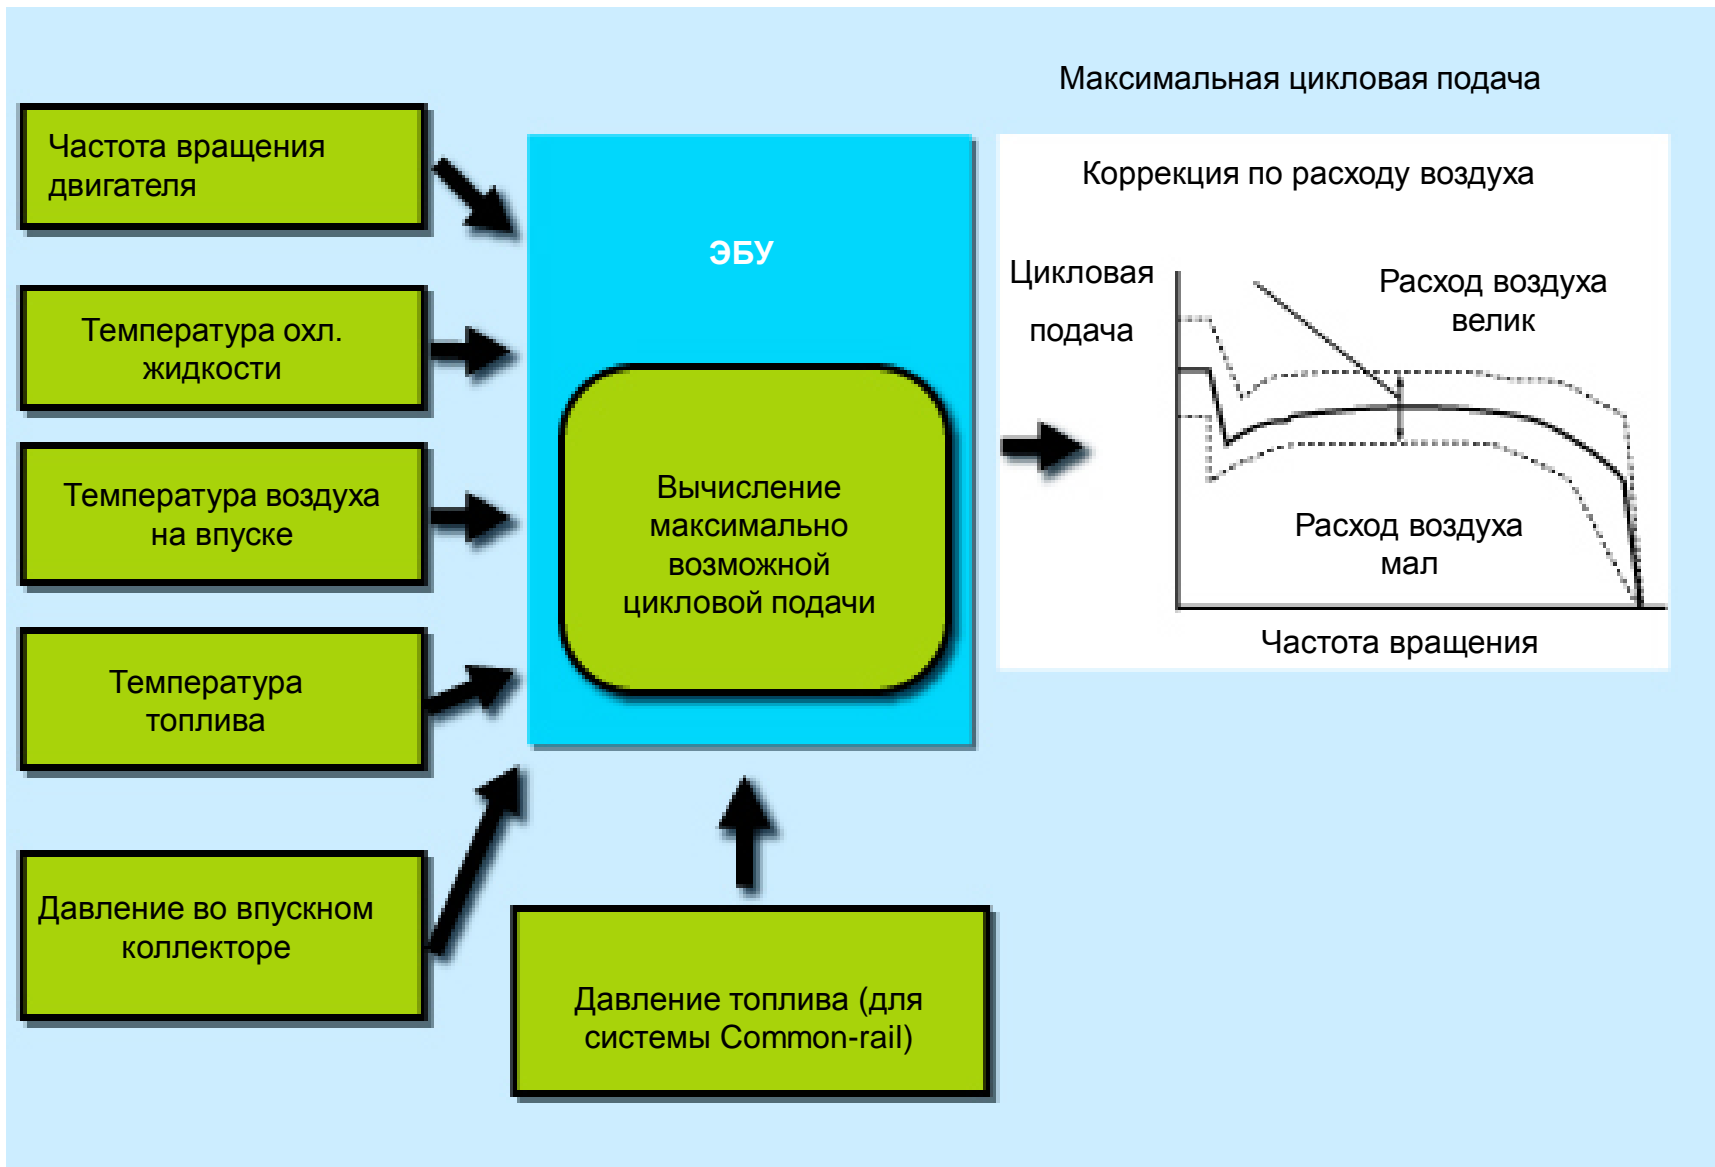 Максимальная цикловая подача
Частота вращения
двигателя
Температура охл.
жидкости
Температура воздуха
на впуске
Температура
топлива
Давление во впускном
коллекторе
ЭБУ
Вычисление
максимально
возможной
цикловой подачи
Давление топлива (для
системы Common-rail)
Коррекция по расходу воздуха
Цикловая
подача
Расход воздуха
велик
Расход воздуха
мал
Частота вращения